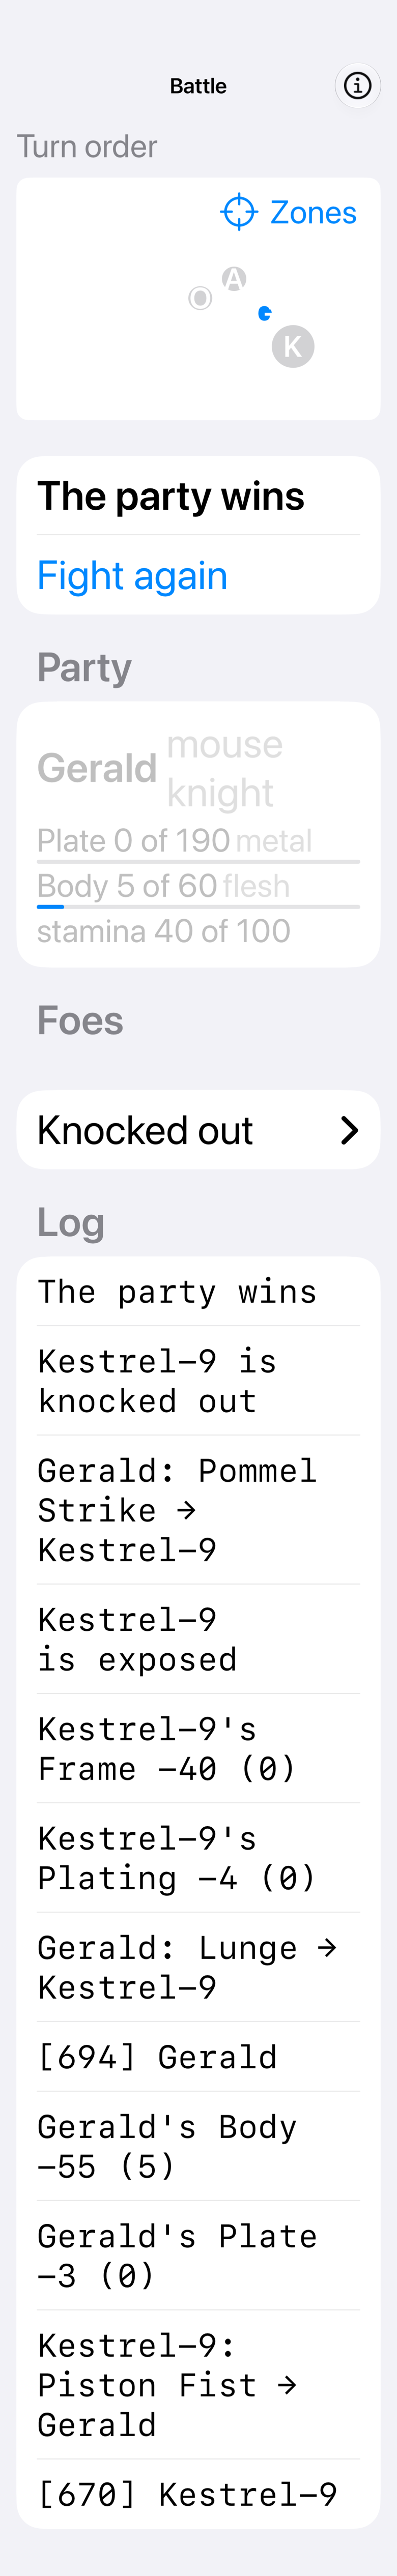 Battle
Turn order
Zones
A
O
G
K
The party wins
Fight again
Party
Gerald
mouse
knight
Plate 0 of 190 metal
Body 5 of 60 flesh
stamina 40 of 100
Foes
Knocked out
Log
The party wins
Kestrel-9 is
knocked out
Gerald: Pommel
Strike →
Kestrel-9
Kestrel-9
is exposed
Kestrel-9's
Frame -40 (0)
Kestrel-9's
Plating -4 (0)
Gerald: Lunge →
Kestrel-9
[694] Gerald
Gerald's Body
-55 (5)
Gerald's Plate
-3 (0)
Kestrel-9:
Piston Fist →
Gerald
[670] Kestrel-9